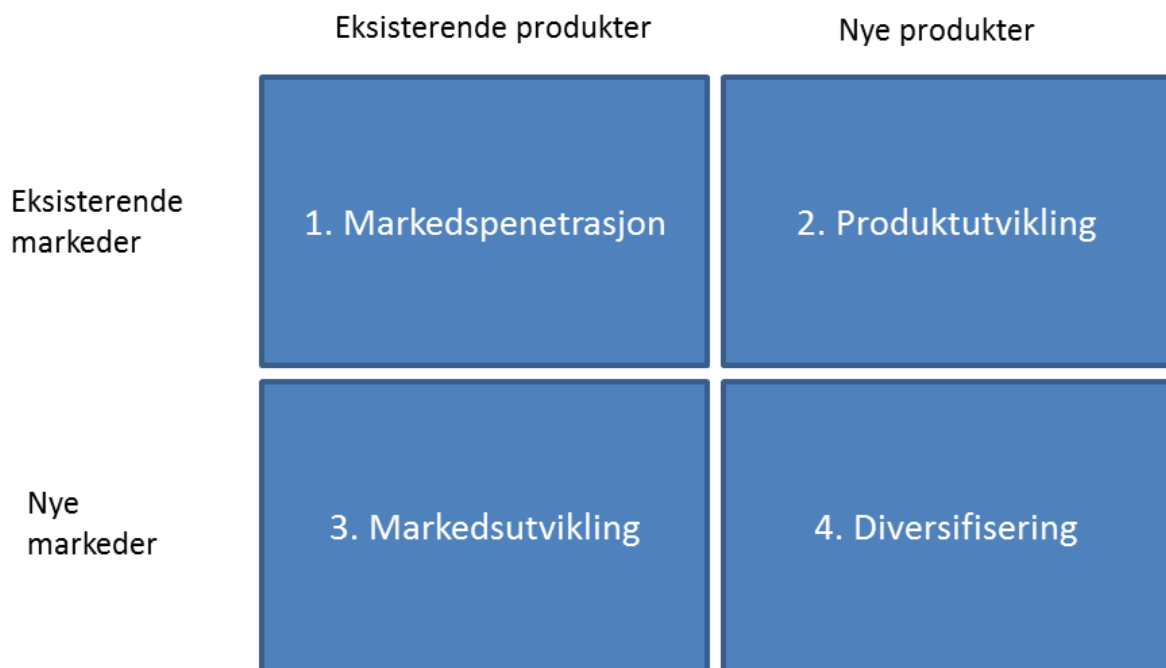 Eksisterende produkter
Nye produkter
Eksisterende
markeder
1. Markedspenetrasjon
2. Produktutvikling
Nye
markeder
3. Markedsutvikling
4. Diversifisering